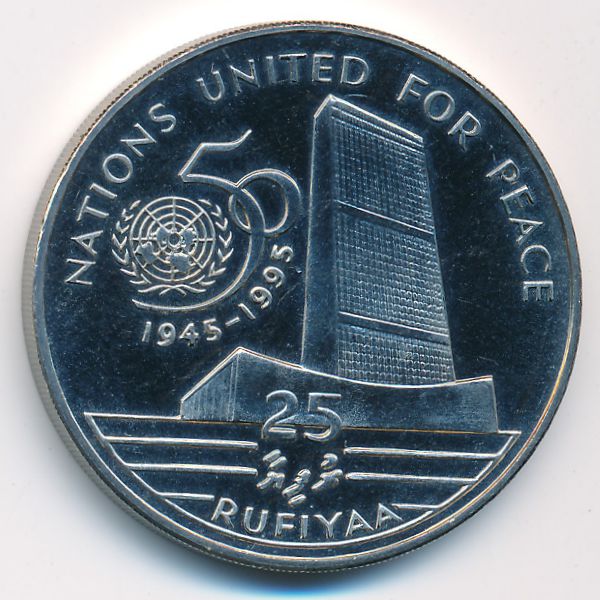 NATIONS UNITED FOR PEACE
50
1945-1995
25
RUFIYAA